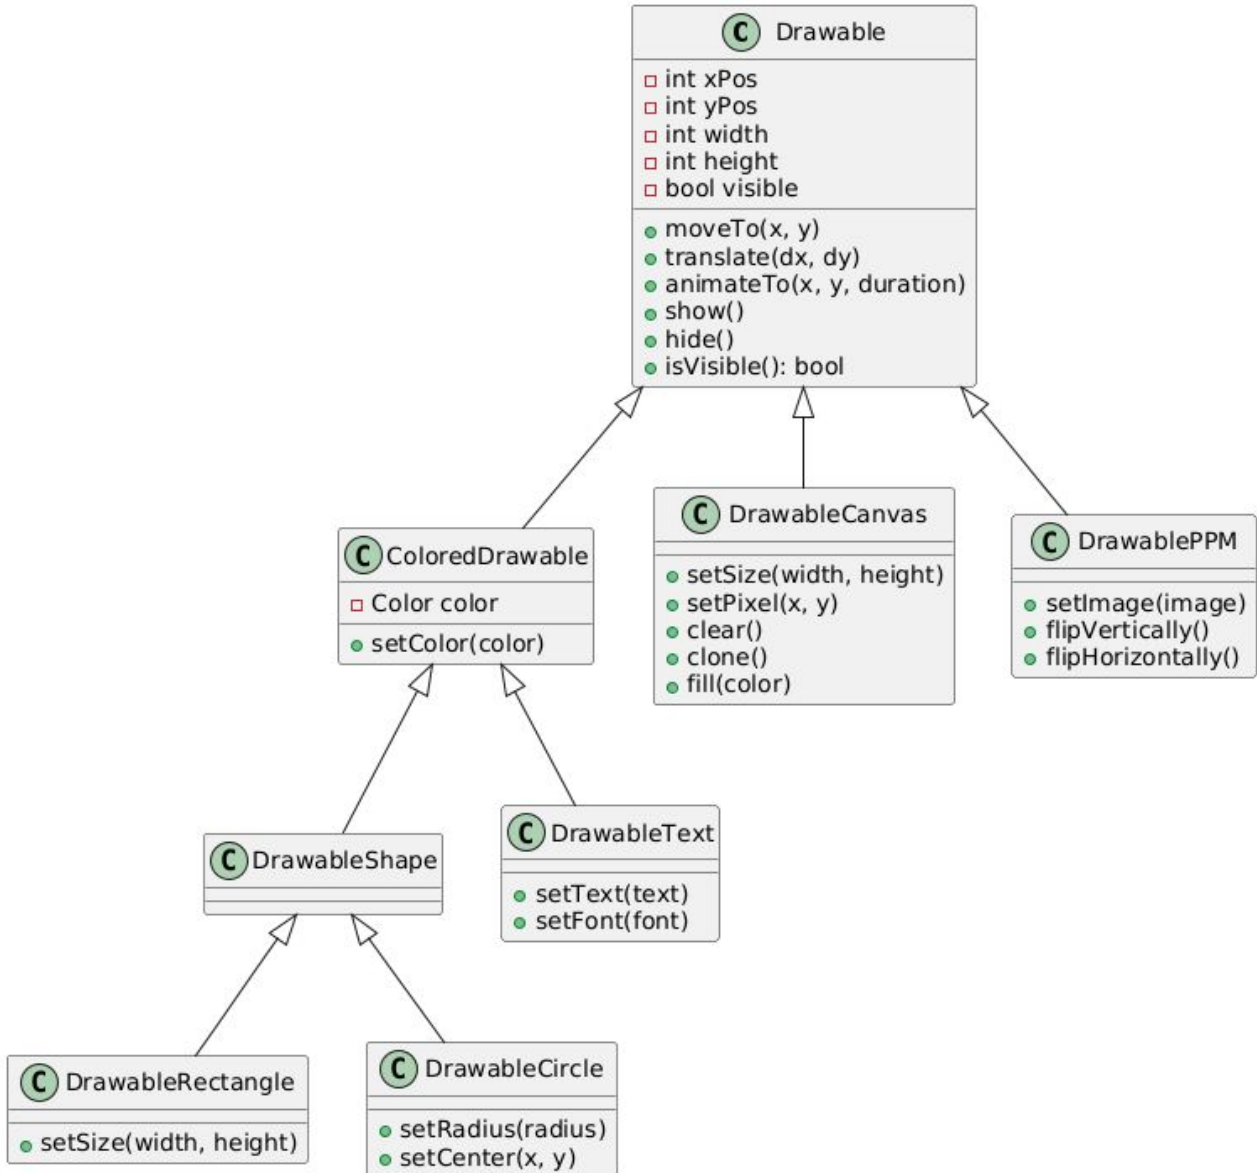 C Drawable
int xPos
int yPos
int width
int height
bool visible
moveTo(x, y)
translate(dx, dy)
animateTo(x, y, duration)
show()
hide()
isVisible(): bool
C ColoredDrawable
Color color
setColor(color)
C DrawableCanvas
setSize(width, height)
setPixel(x, y)
clear()
clone()
fill(color)
C DrawablePPM
setImage(image)
flipVertically()
flipHorizontally()
C DrawableShape
C DrawableText
setText(text)
setFont(font)
C DrawableRectangle
setSize(width, height)
C DrawableCircle
setRadius(radius)
setCenter(x, y)